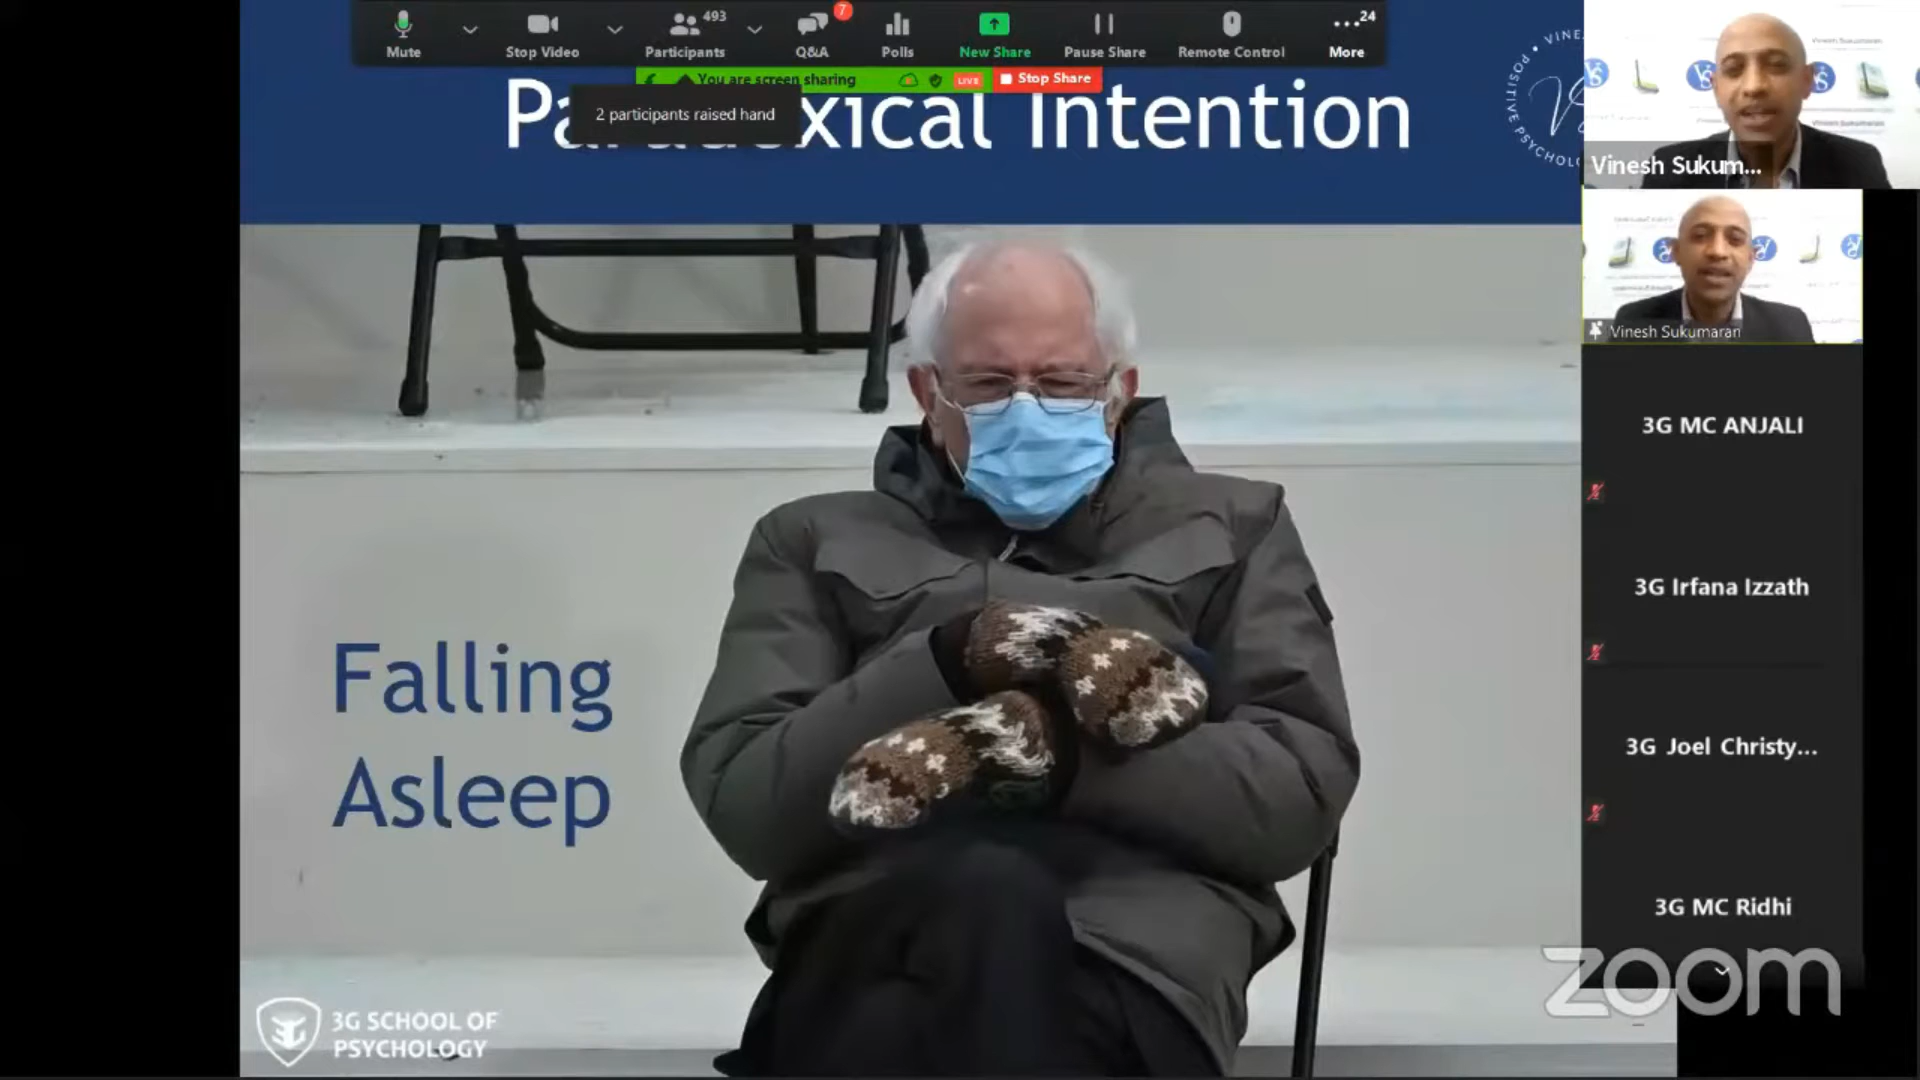 493
7
24
Mute
Stop Video
Participants
Q&A
Polls
New Share
Pause Share
Remote Control
More
You are screen sharing
LIVE
Stop Share
2 participants raised hand
Intention
Vinesh Sukum...
Vinesh Sukumaran
3G MC ANJALI
3G Irfana Izzath
3G Joel Christy...
3G MC Ridhi
Falling
Asleep
3G SCHOOL OF
PSYCHOLOGY
zoom